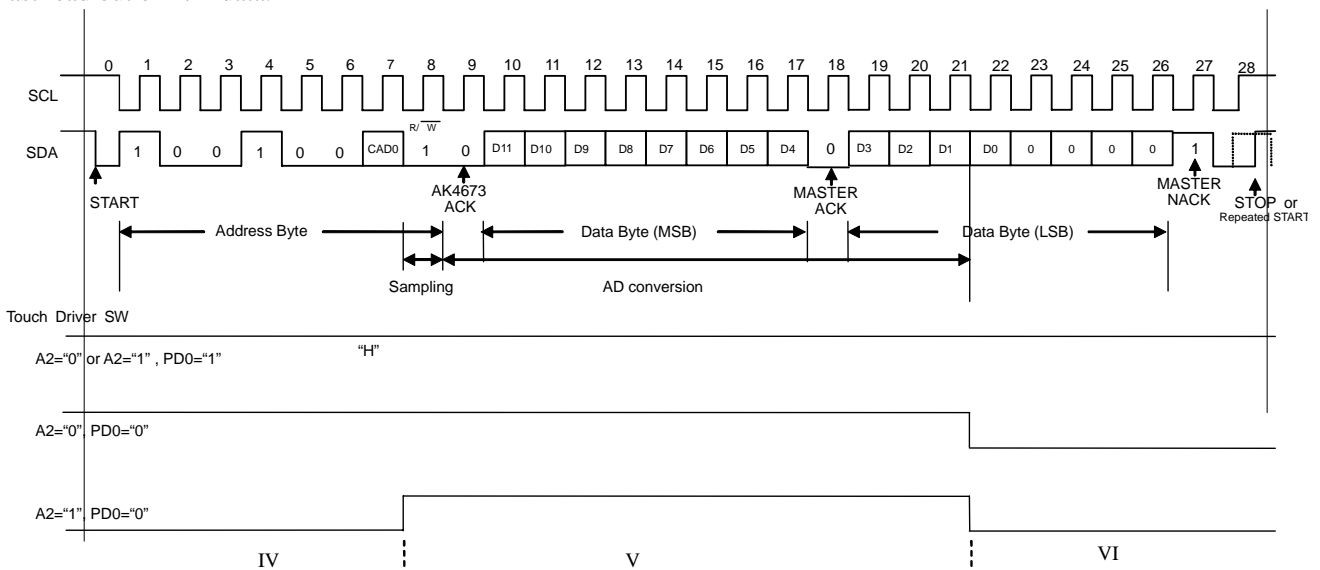 0 1 2 3 4 5 6 7 8 9 10 11 12 13 14 15 16 17 18 19 20 21 22 23 24 25 26 27 28
SCL
R/ W
SDA
1 0 0 1 0 0 CAD0 1 0 D11 D10 D9 D8 D7 D6 D5 D4 0 D3 D2 D1 D0 0 0 0 0 1
START
AK4673
ACK
MASTER
ACK
MASTER
NACK
STOP or
Repeated START
Address Byte
Data Byte (MSB)
Data Byte (LSB)
Sampling
AD conversion
Touch Driver SW
A2=“0” or A2=“1” , PD0=“1”
“H”
A2=“0”, PD0=“0”
A2=“1”, PD0=“0”
IV
V
VI